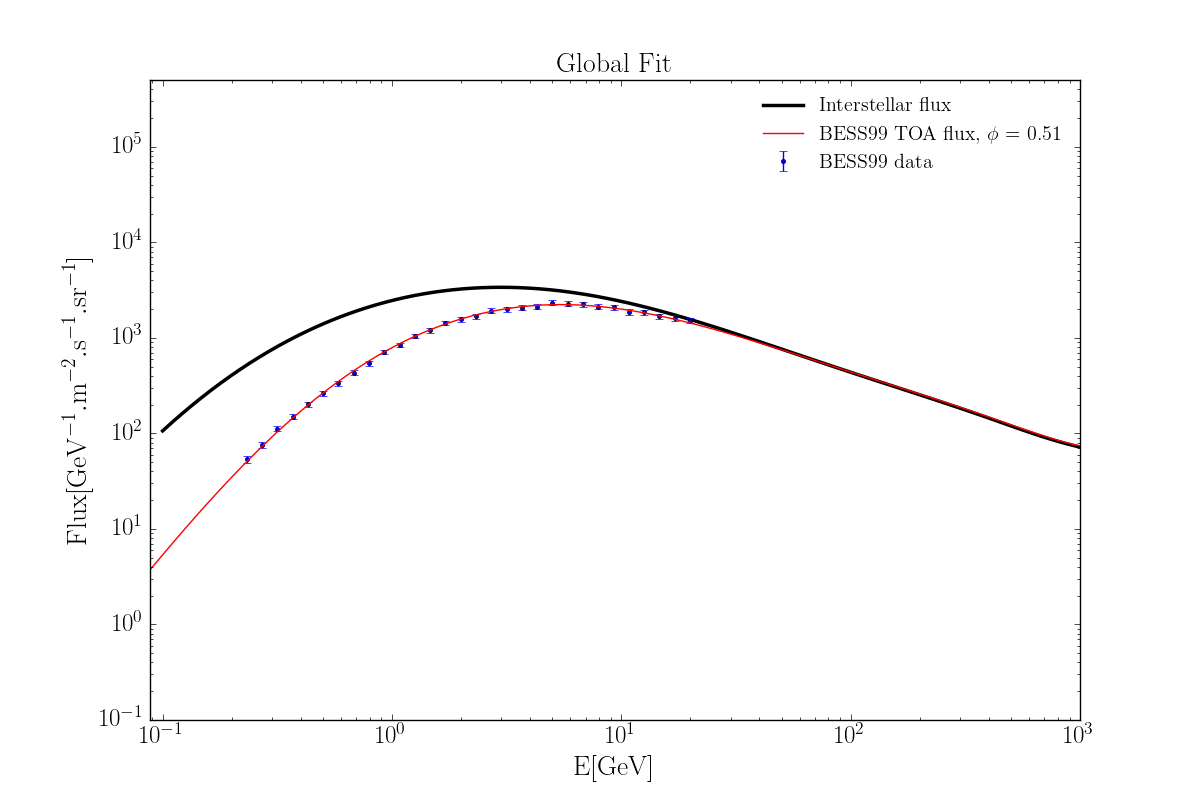 Global Fit
Interstellar flux
BESS99 TOA flux, ϕ = 0.51
BESS99 data
10⁵
10⁴
10³
10²
10¹
10⁰
10⁻¹
Flux[GeV⁻¹.m⁻².s⁻¹.sr⁻¹]
10⁻¹ 10⁰ 10¹ 10² 10³
E[GeV]